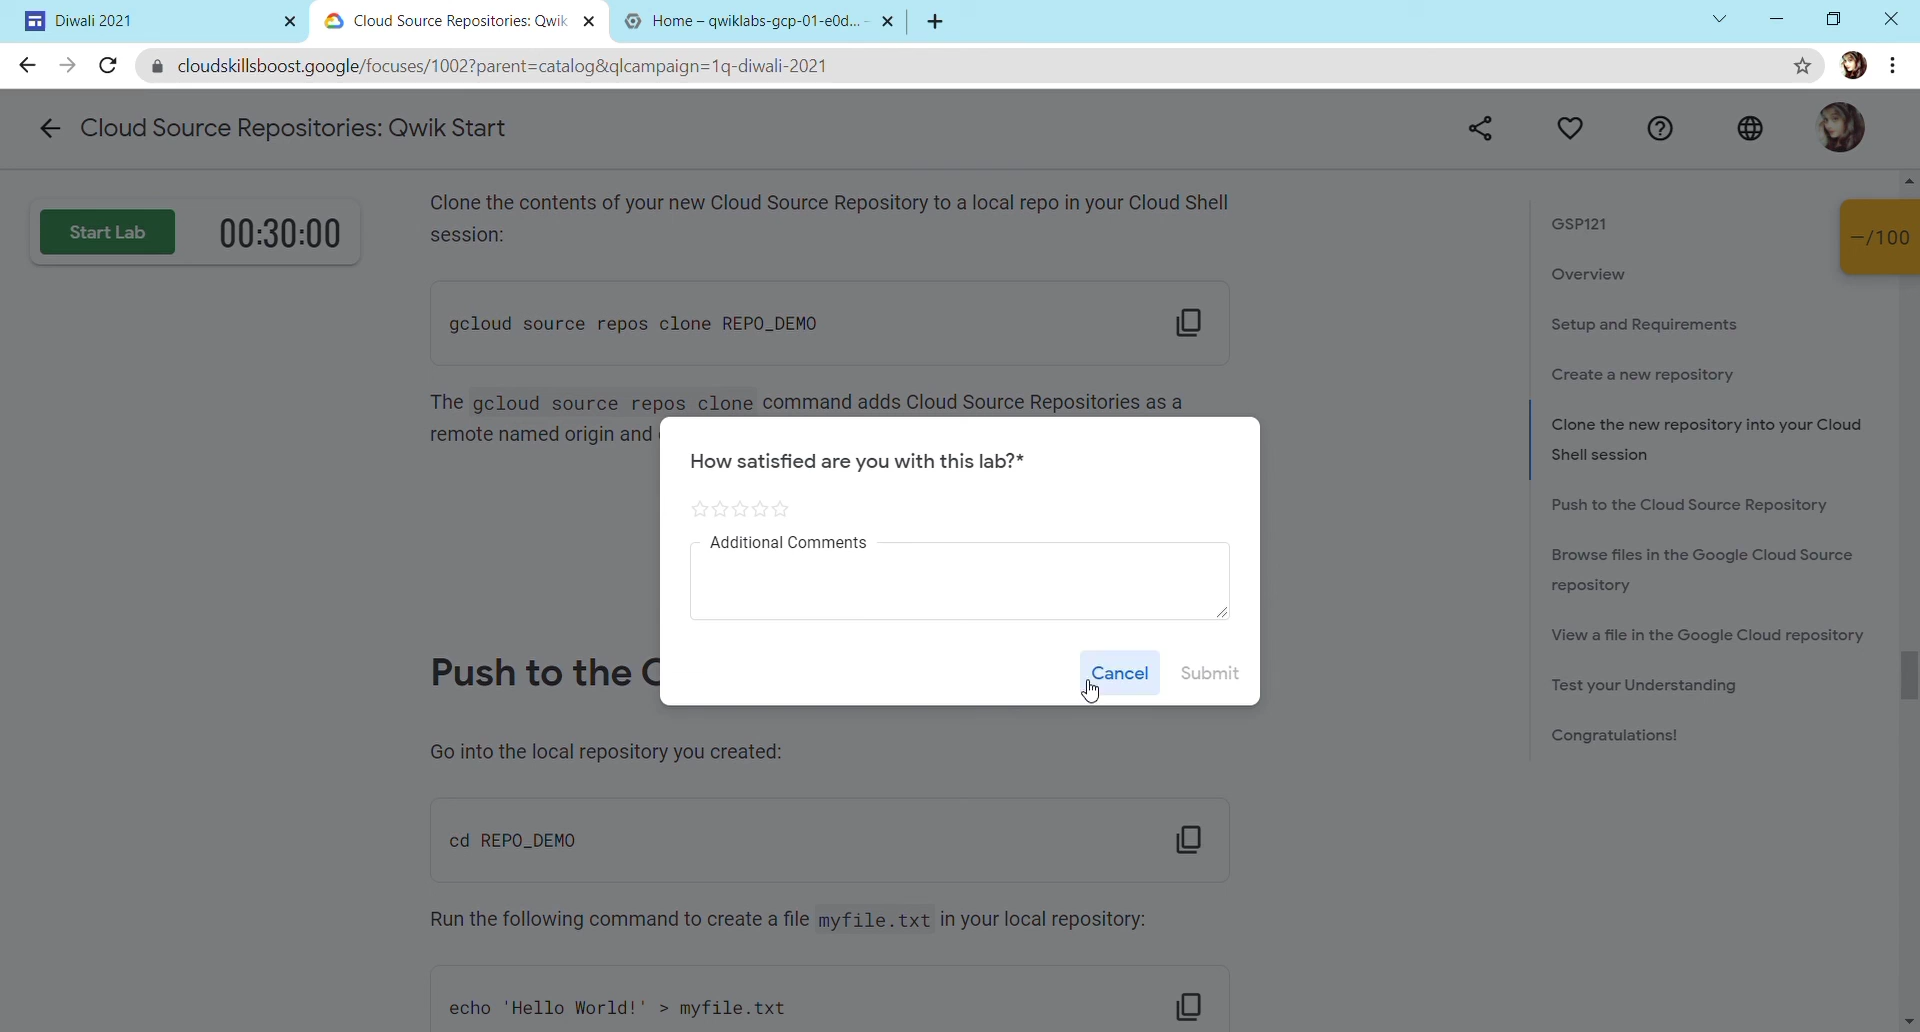 Diwali 2021
Cloud Source Repositories: Qwik
Home – qwiklabs-gcp-01-e0d...
cloudskillsboost.google/focuses/1002?parent=catalog&qlcampaign=1q-diwali-2021
Cloud Source Repositories: Qwik Start
Start Lab
00:30:00
Clone the contents of your new Cloud Source Repository to a local repo in your Cloud Shell
session:
gcloud source repos clone REPO_DEMO
The gcloud source repos clone command adds Cloud Source Repositories as a
remote named origin and
How satisfied are you with this lab?*
Additional Comments
Cancel
Submit
Push to the C
Go into the local repository you created:
cd REPO_DEMO
Run the following command to create a file myfile.txt in your local repository:
echo 'Hello World!' > myfile.txt
GSP121
Overview
Setup and Requirements
Create a new repository
Clone the new repository into your Cloud
Shell session
Push to the Cloud Source Repository
Browse files in the Google Cloud Source
repository
View a file in the Google Cloud repository
Test your Understanding
Congratulations!
–/100